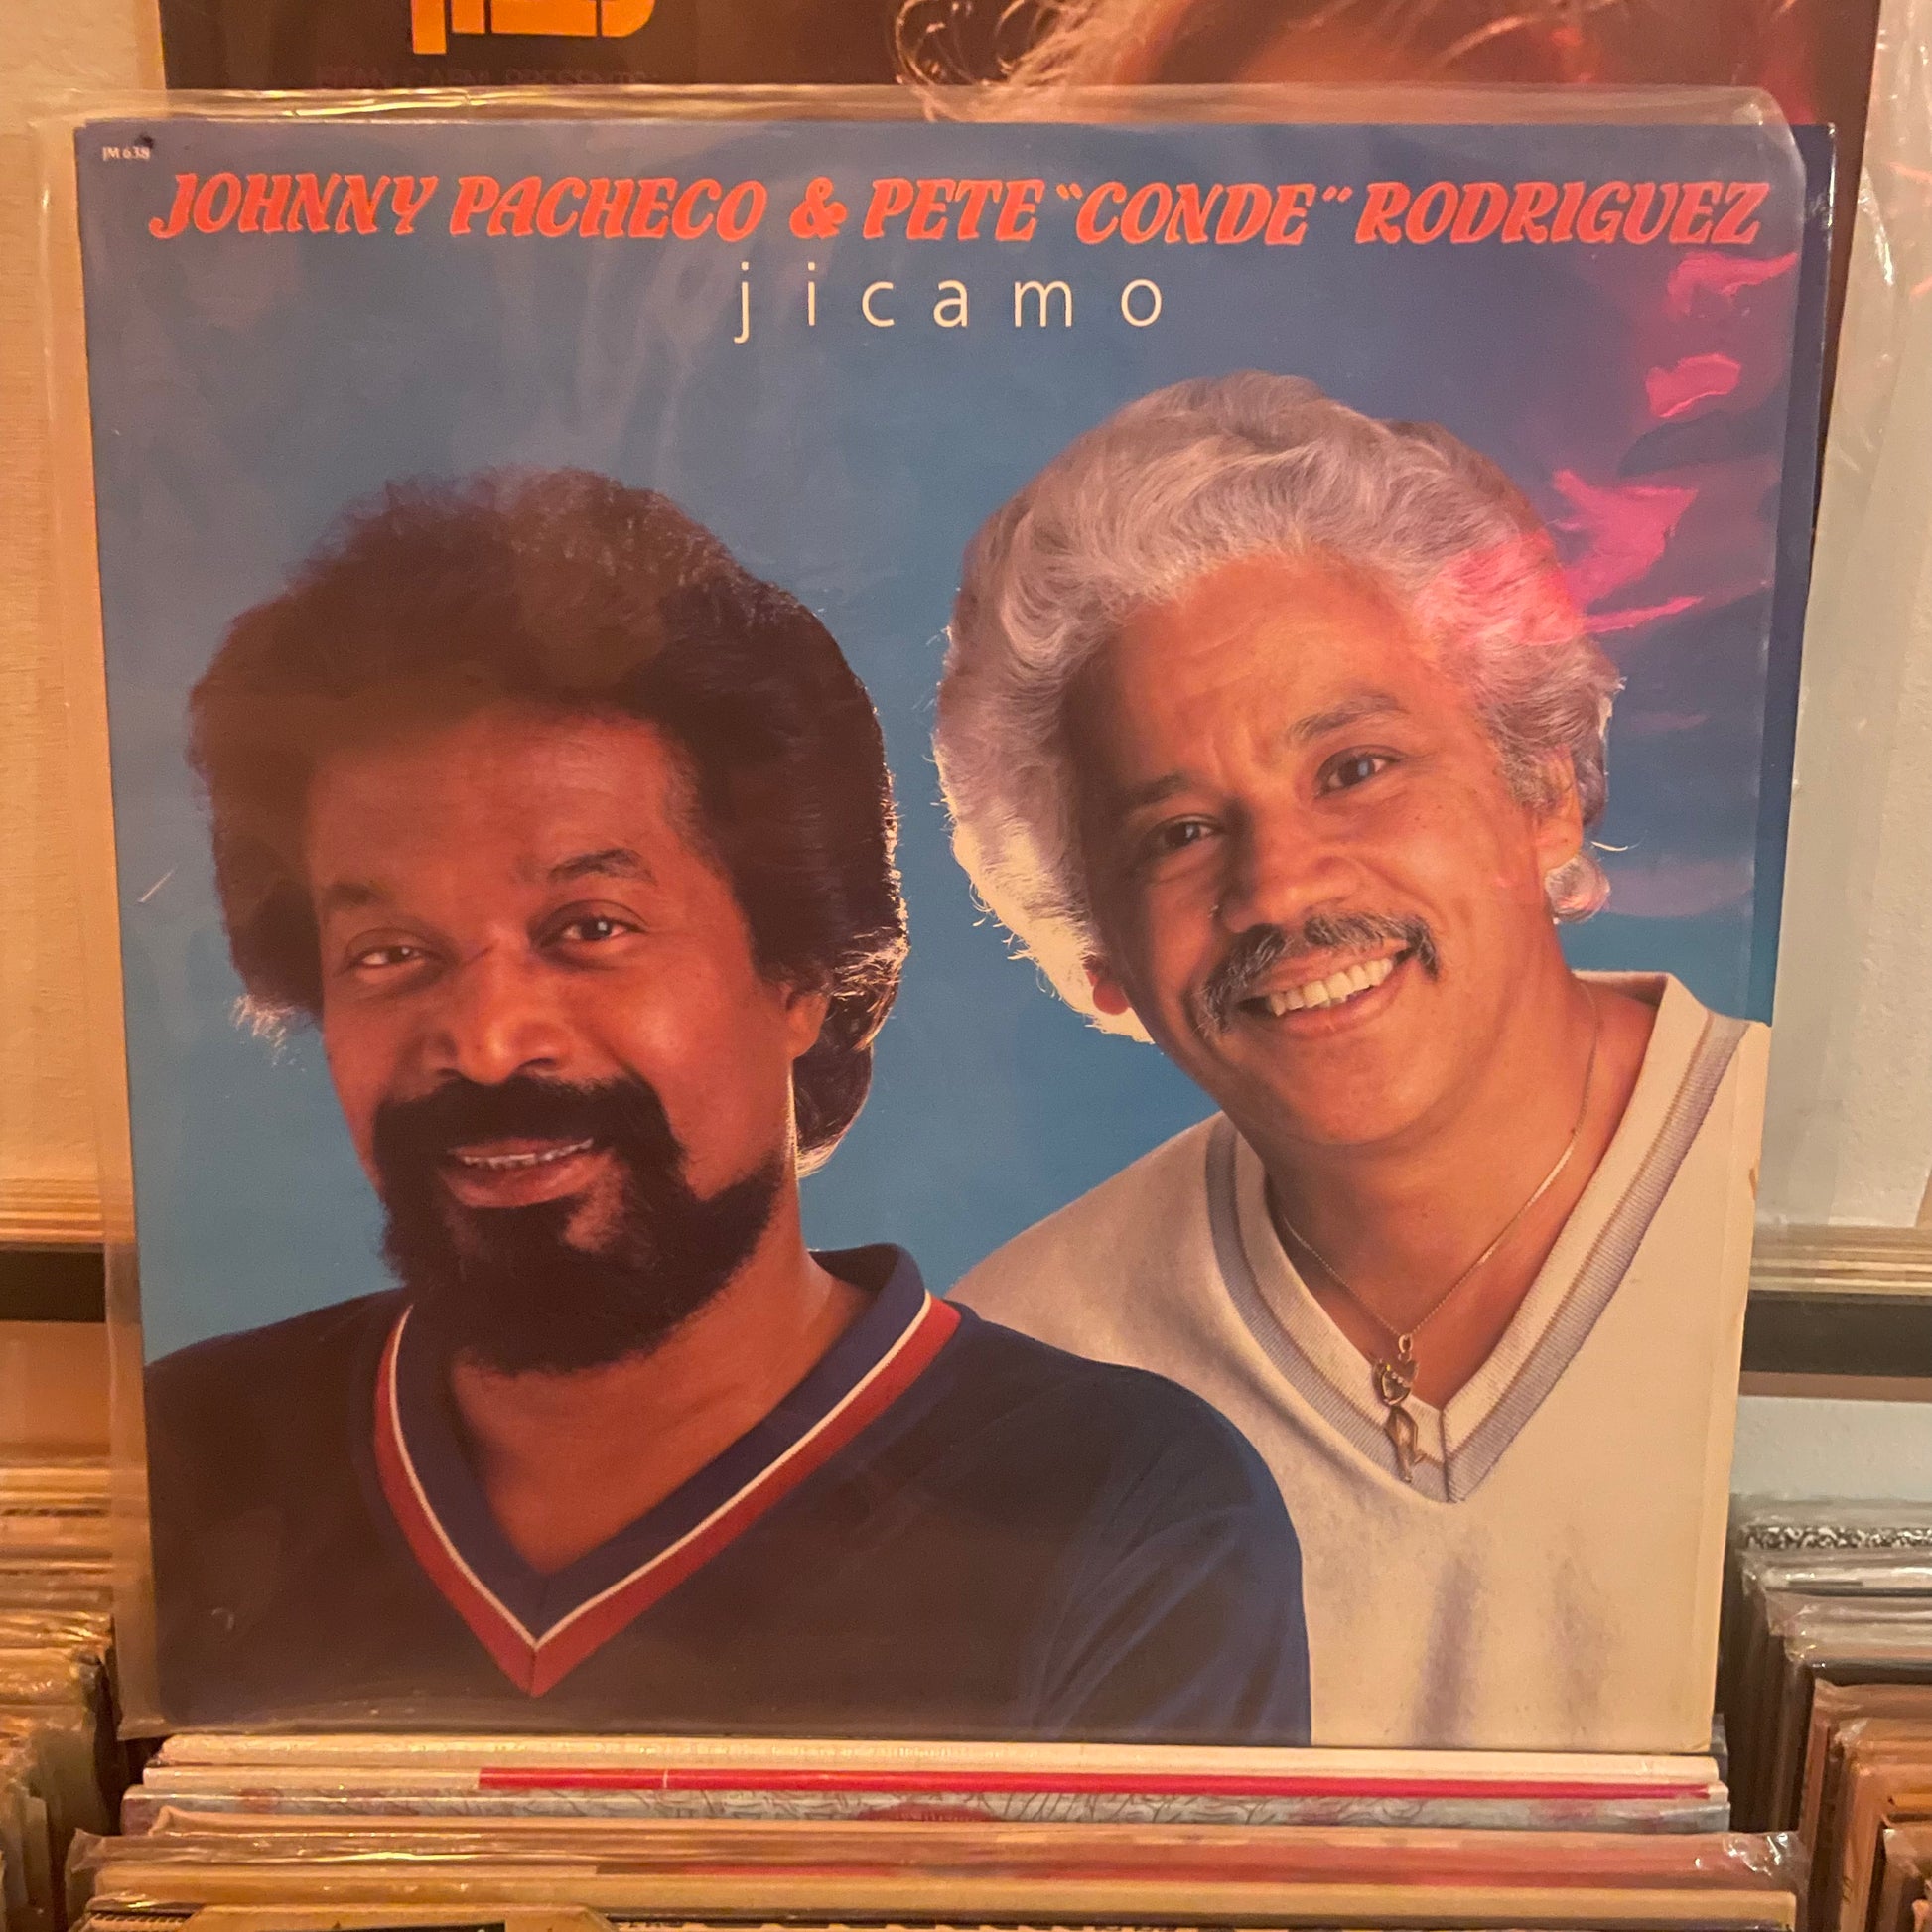 JM 638
JOHNNY PACHECO & PETE "CONDE" RODRIGUEZ
jicamo